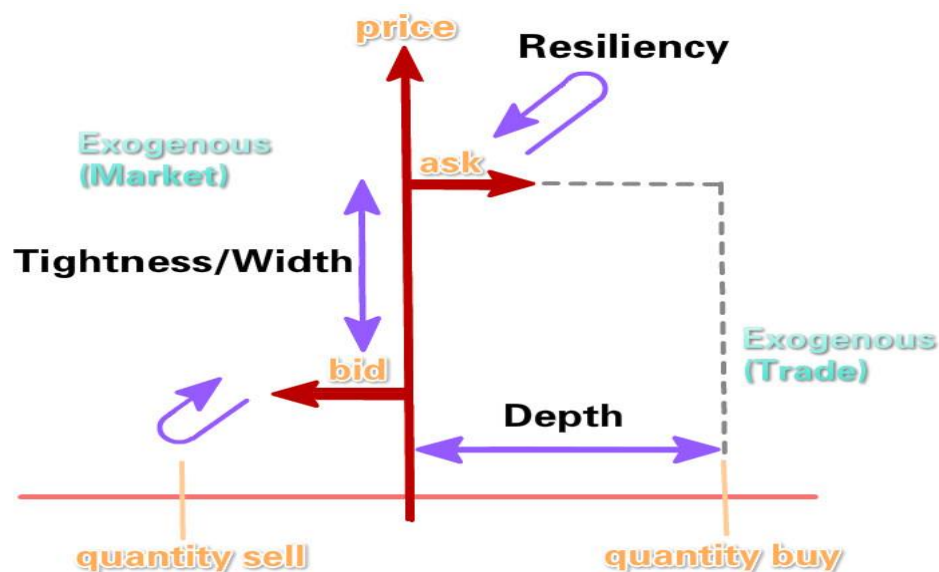 price
Resiliency
Exogenous
(Market)
ask
Tightness/Width
Exogenous
(Trade)
bid
Depth
quantity sell
quantity buy